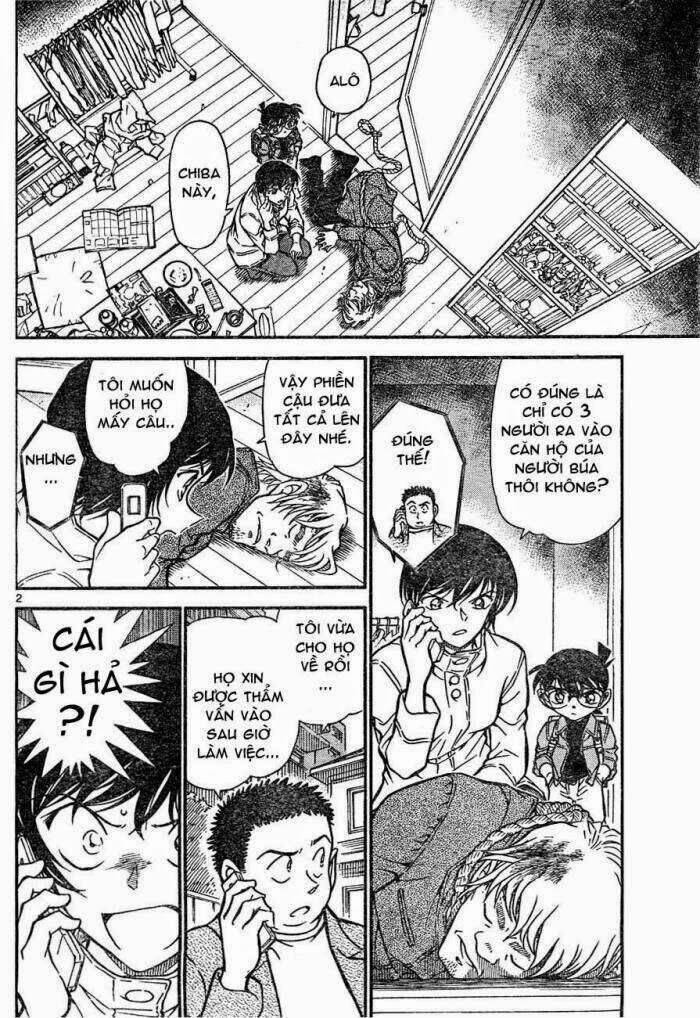 ALÔ
CHIBA
NÀY,
CÓ ĐÚNG LÀ
CHỈ CÓ 3
NGƯỜI RA VÀO
CĂN HỘ CỦA
NGƯỜI BÚA
THÔI KHÔNG?
ĐÚNG
THẾ!
VẬY PHIỀN
CẬU ĐƯA
TẤT CẢ LÊN
ĐÂY NHÉ.
TÔI MUỐN
HỎI HỌ
MẤY CÂU..
NHƯNG
...
2
TÔI VỪA
CHO HỌ
VỀ RỒI
...
HỌ XIN
ĐƯỢC THẨM
VẤN VÀO
SAU GIỜ
LÀM VIỆC...
CÁI
GÌ HẢ
?!